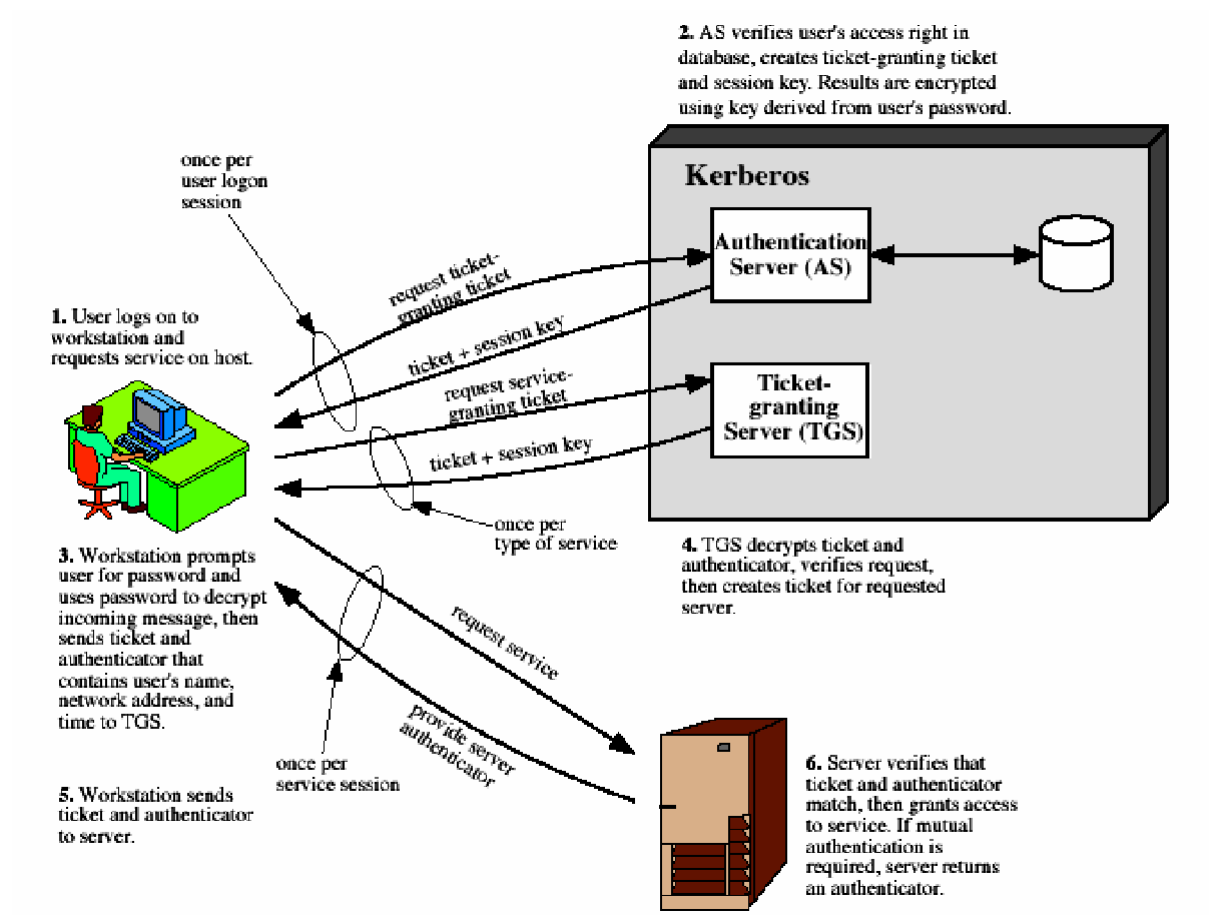 2. AS verifies user's access right in
database, creates ticket-granting ticket
and session key. Results are encrypted
using key derived from user's password.
once per
user logon
session
Kerberos
Authentication
Server (AS)
request ticket-
granting ticket
1. User logs on to
workstation and
requests service on host.
ticket + session key
request service-
granting ticket
Ticket-
granting
Server (TGS)
ticket + session key
once per
type of service
3. Workstation prompts
user for password and
uses password to decrypt
incoming message, then
sends ticket and
authenticator that
contains user's name,
network address, and
time to TGS.
4. TGS decrypts ticket and
authenticator, verifies request,
then creates ticket for requested
server.
request service
provide server
authenticator
once per
service session
5. Workstation sends
ticket and authenticator
to server.
6. Server verifies that
ticket and authenticator
match, then grants access
to service. If mutual
authentication is
required, server returns
an authenticator.